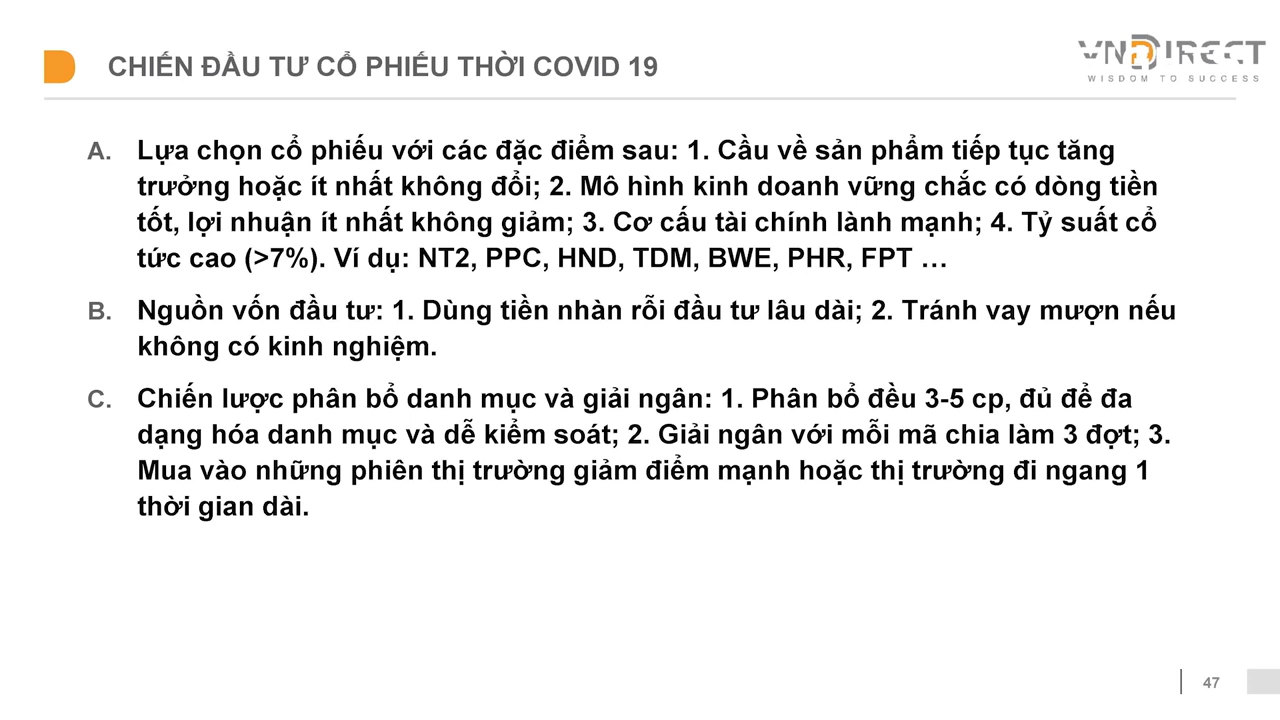 CHIẾN ĐẦU TƯ CỔ PHIẾU THỜI COVID 19
VNDIRECT
WISDOM TO SUCCESS
A. Lựa chọn cổ phiếu với các đặc điểm sau: 1. Cầu về sản phẩm tiếp tục tăng
trưởng hoặc ít nhất không đổi; 2. Mô hình kinh doanh vững chắc có dòng tiền
tốt, lợi nhuận ít nhất không giảm; 3. Cơ cấu tài chính lành mạnh; 4. Tỷ suất cổ
tức cao (>7%). Ví dụ: NT2, PPC, HND, TDM, BWE, PHR, FPT …
B. Nguồn vốn đầu tư: 1. Dùng tiền nhàn rỗi đầu tư lâu dài; 2. Tránh vay mượn nếu
không có kinh nghiệm.
C. Chiến lược phân bổ danh mục và giải ngân: 1. Phân bổ đều 3-5 cp, đủ để đa
dạng hóa danh mục và dễ kiểm soát; 2. Giải ngân với mỗi mã chia làm 3 đợt; 3.
Mua vào những phiên thị trường giảm điểm mạnh hoặc thị trường đi ngang 1
thời gian dài.
47